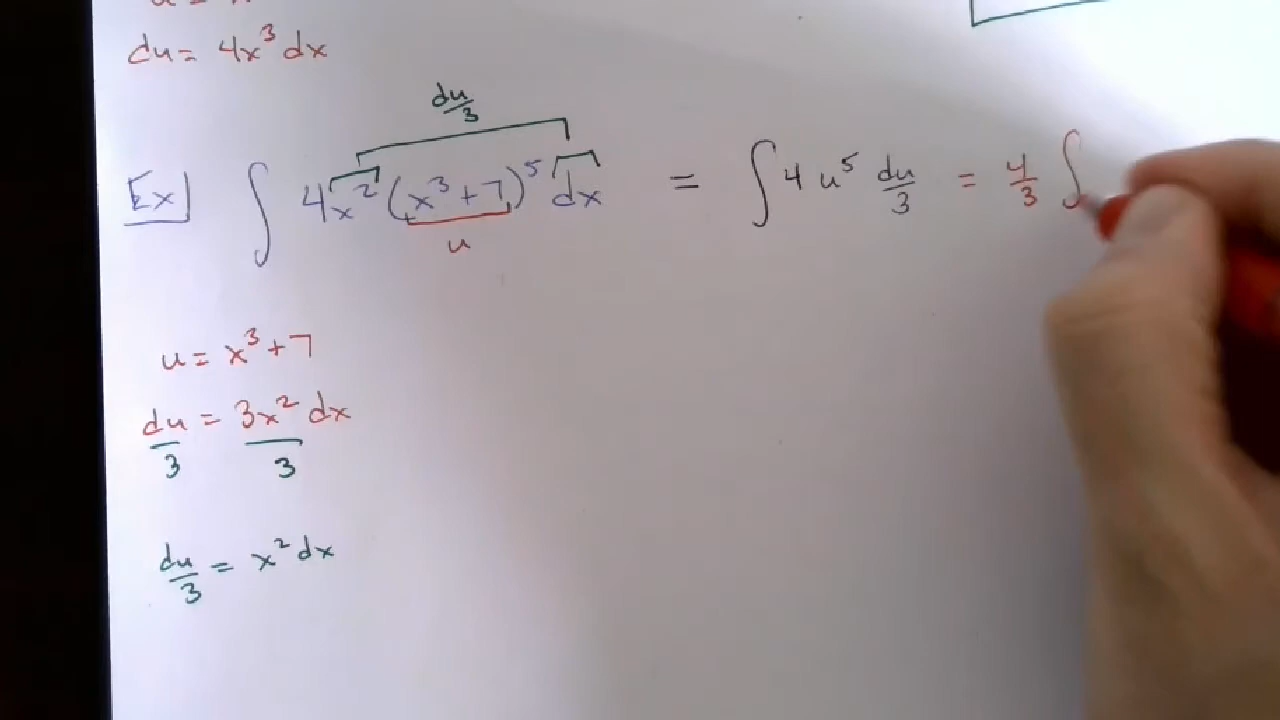 du = 4x³ dx
du/3
Ex] ∫ 4x² (x³ + 7)⁵ dx = ∫ 4 u⁵ du/3 = 4/3 ∫
u
u = x³ + 7
du = 3x² dx
3 3
du/3 = x² dx